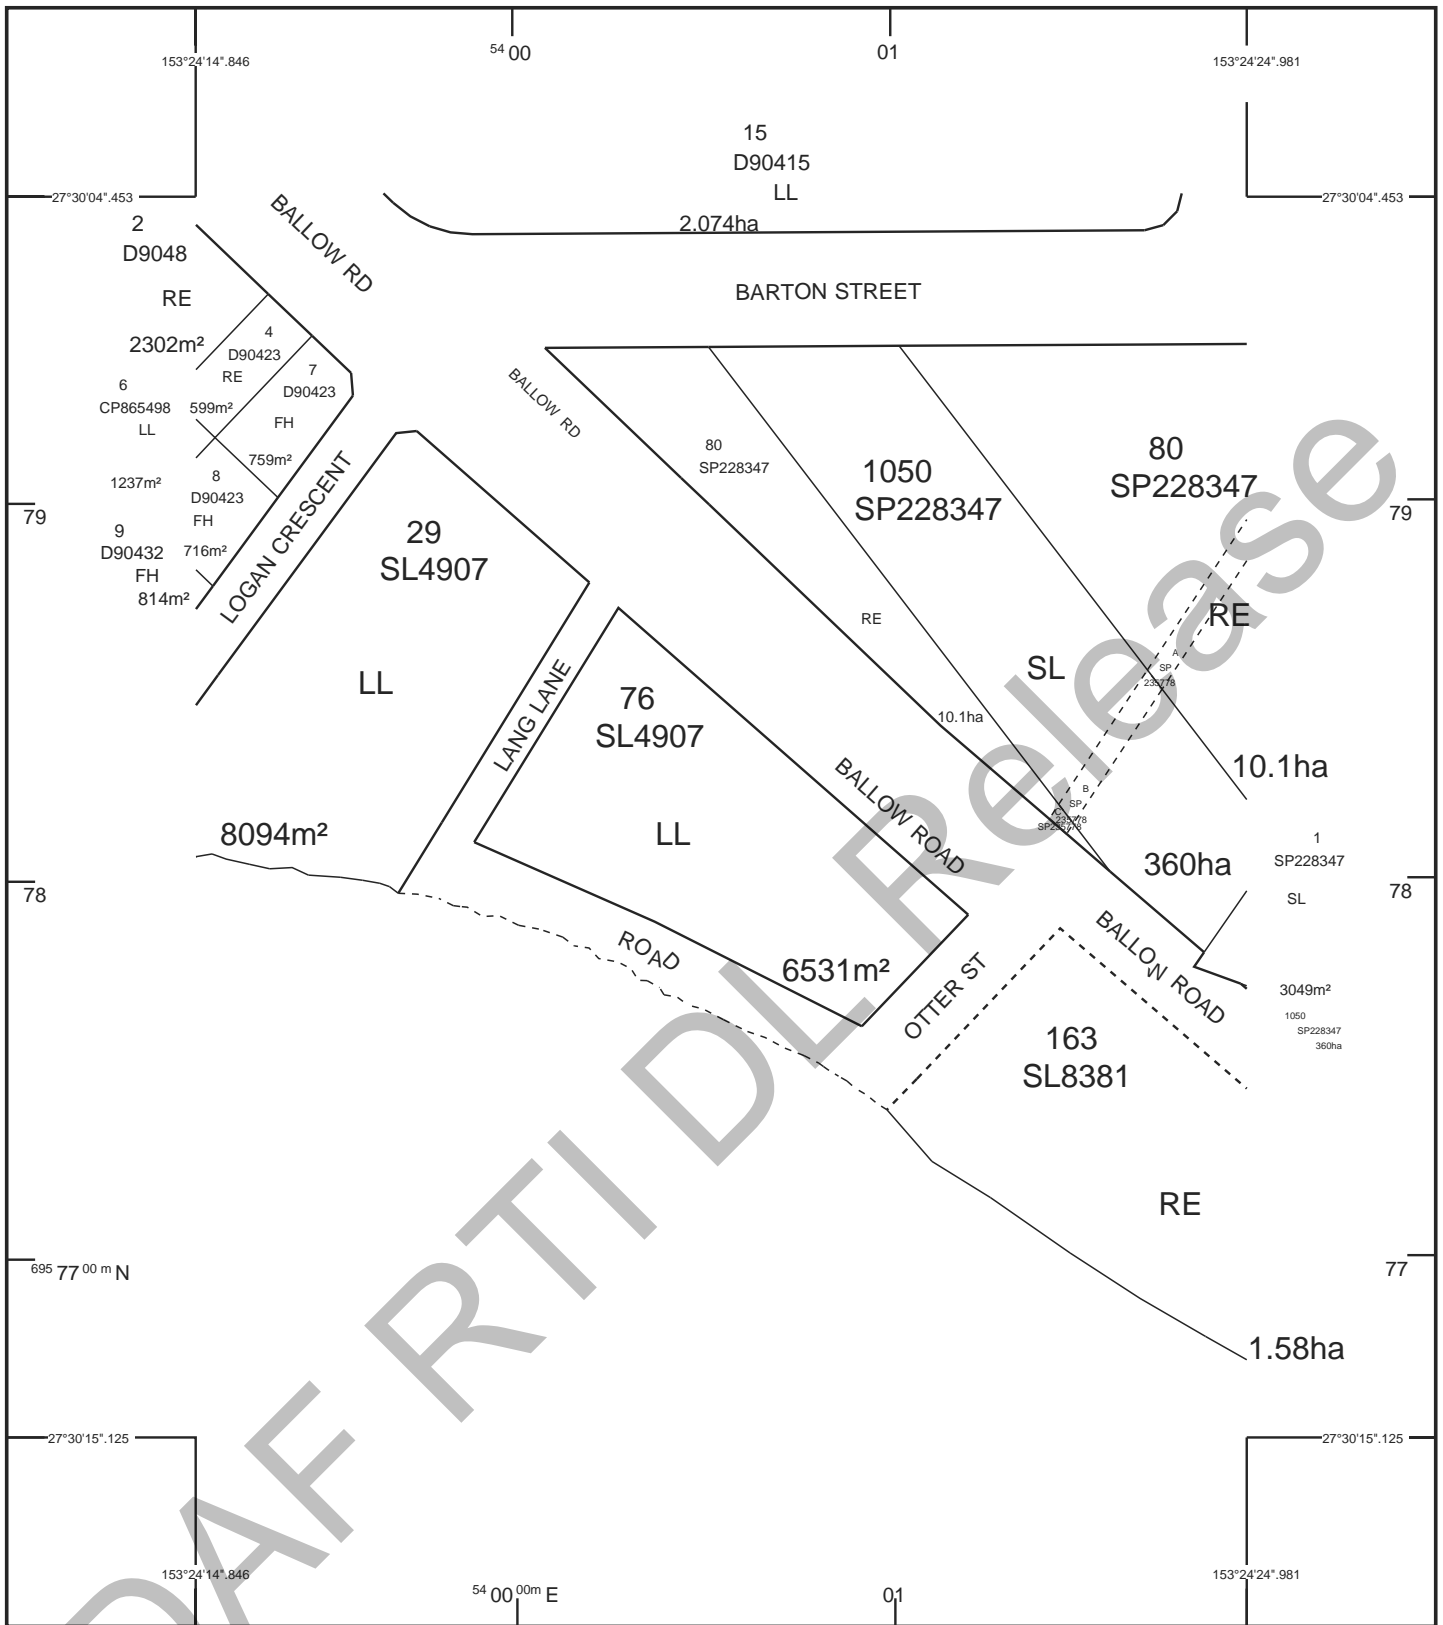 54 00
01
153°24'14".846
153°24'24".981
15
D90415
LL
2.074ha
27°30'04".453
27°30'04".453
2
D9048
RE
2302m²
BALLOW RD
BARTON STREET
4
D90423
RE
599m²
7
D90423
FH
759m²
6
CP865498
LL
1237m²
8
D90423
FH
716m²
9
D90432
FH
814m²
LOGAN CRESCENT
BALLOW RD
80
SP228347
RE
10.1ha
1050
SP228347
SL
360ha
80
SP228347
RE
10.1ha
79
79
29
SL4907
LL
8094m²
LANG LANE
76
SL4907
LL
6531m²
BALLOW ROAD
A
SP
235778
B
SP
235778
C
SP235778
1
SP228347
SL
3049m²
1050
SP228347
360ha
78
78
ROAD
OTTER ST
BALLON ROAD
163
SL8381
RE
1.58ha
695 77 00 m N
77
27°30'15".125
27°30'15".125
153°24'14".846
153°24'24".981
54 00 00m E
01
DAF RTI DL Release